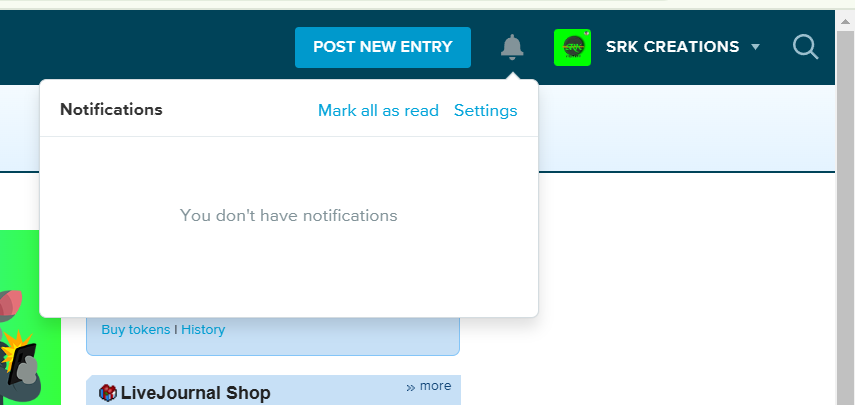 POST NEW ENTRY
SRK
SRK CREATIONS
Notifications
Mark all as read Settings
You don't have notifications
Buy tokens | History
LiveJournal Shop
» more